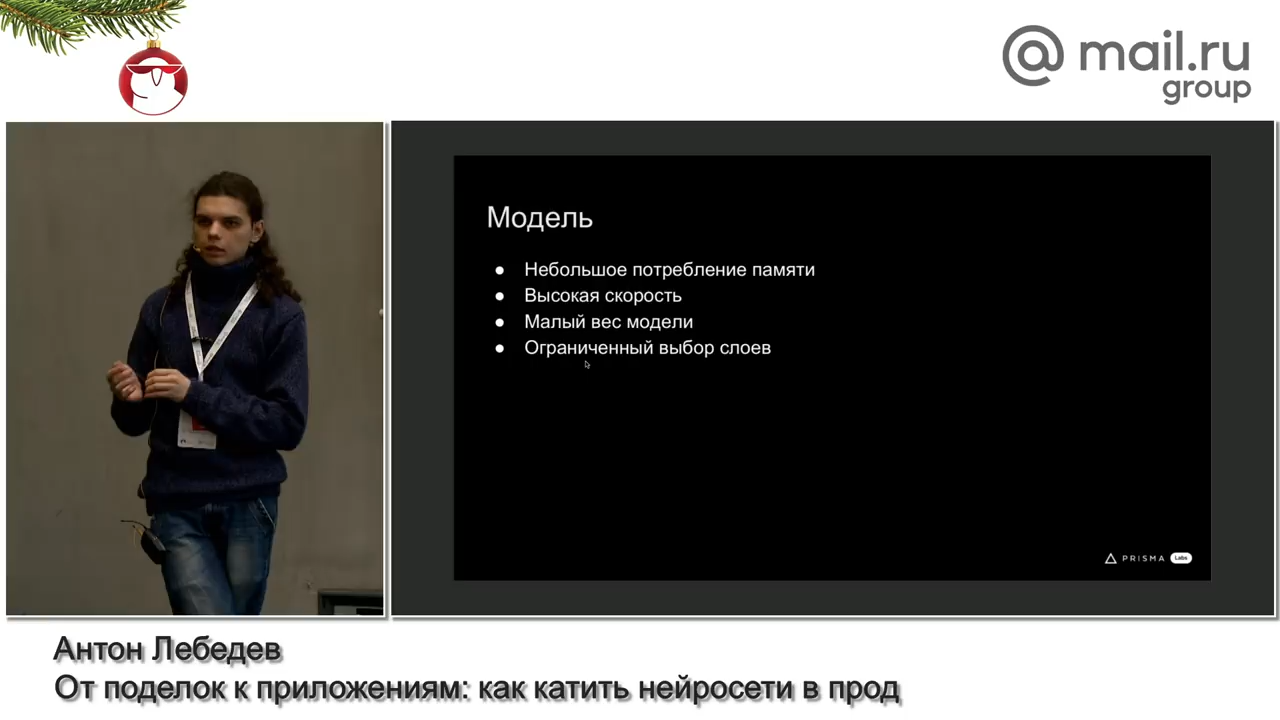 @ mail.ru
group
Модель
● Небольшое потребление памяти
● Высокая скорость
● Малый вес модели
● Ограниченный выбор слоев
PRISMA Labs
Антон Лебедев
От поделок к приложениям: как катить нейросети в прод